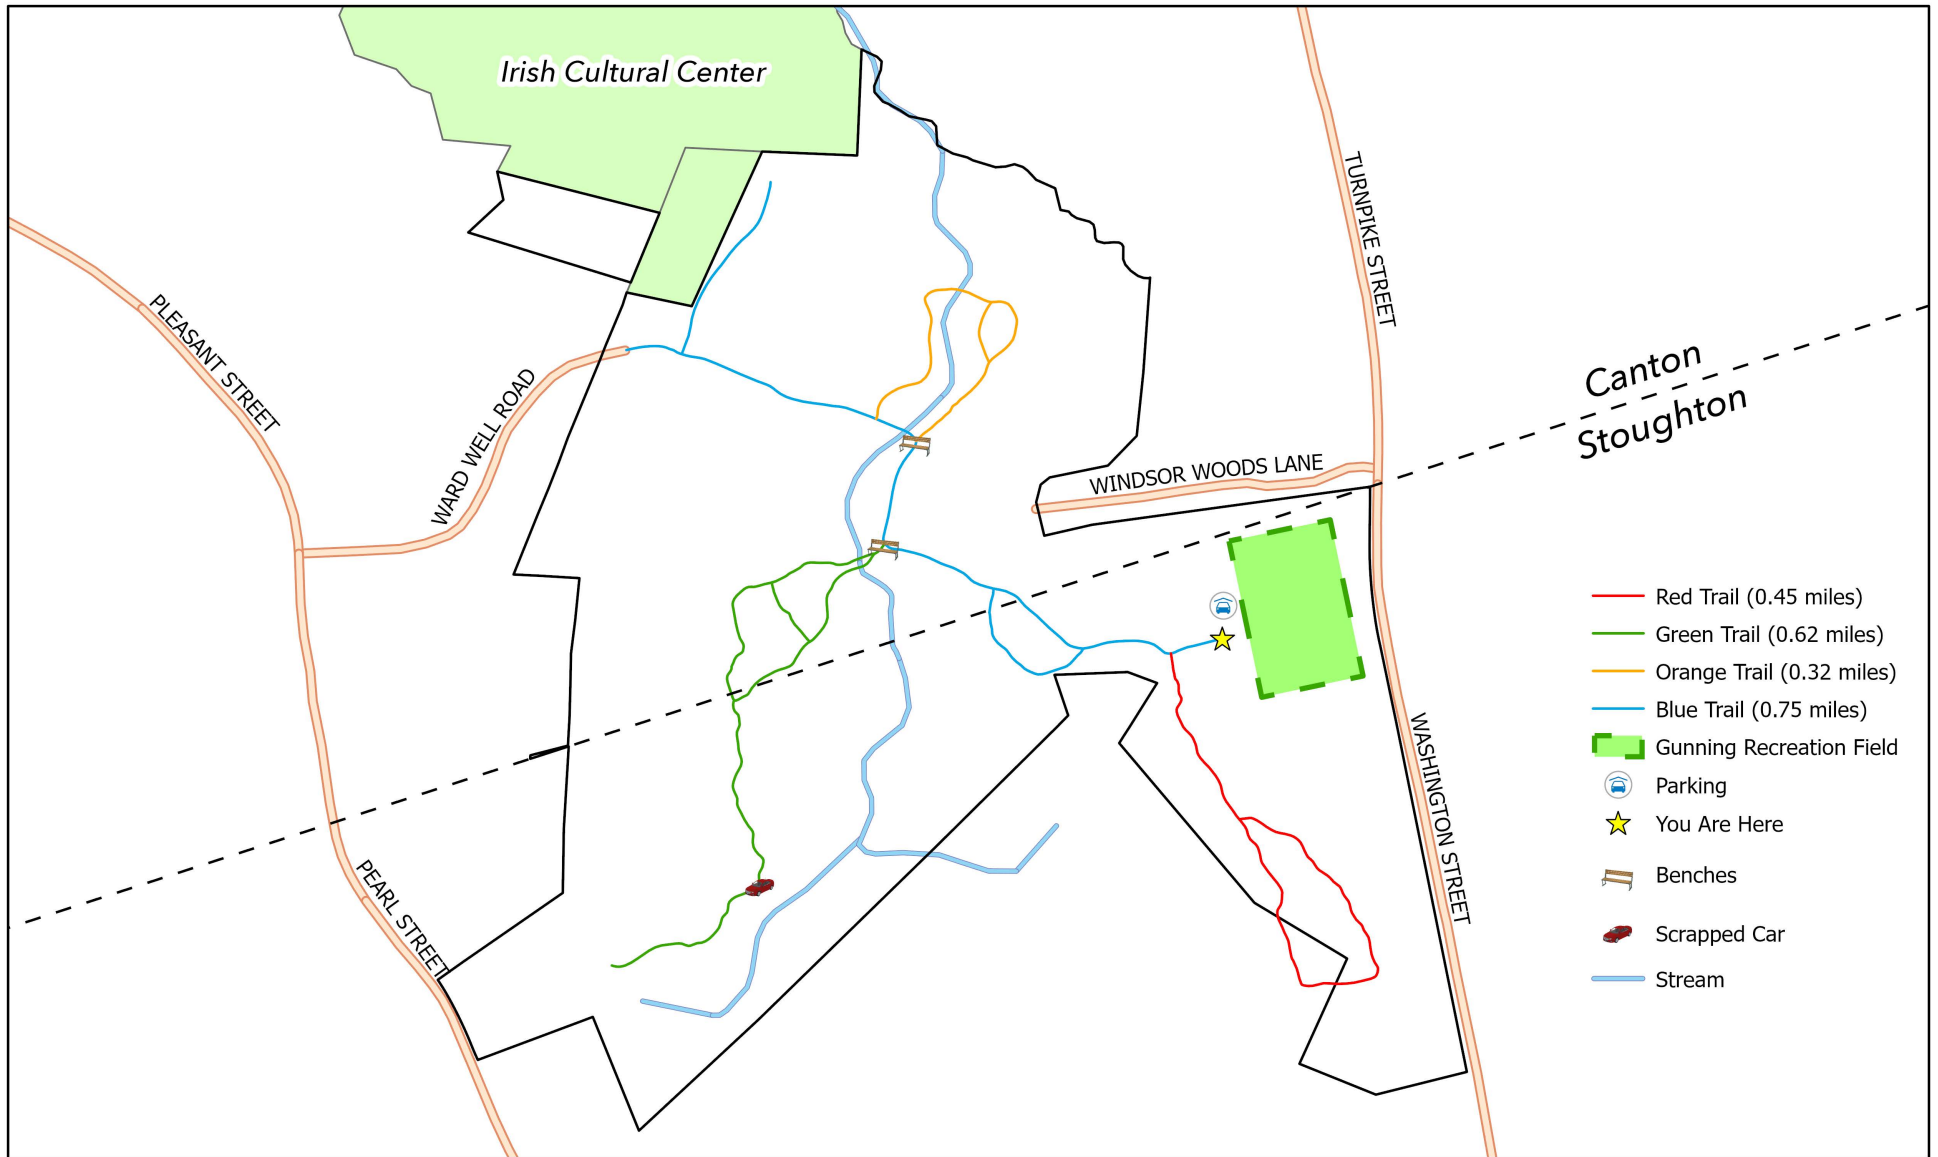 Irish Cultural Center
TURNPIKE STREET
PLEASANT STREET
WARD WELL ROAD
Canton
Stoughton
WINDSOR WOODS LANE
WASHINGTON STREET
PEARL STREET
Red Trail (0.45 miles)
Green Trail (0.62 miles)
Orange Trail (0.32 miles)
Blue Trail (0.75 miles)
Gunning Recreation Field
Parking
You Are Here
Benches
Scrapped Car
Stream